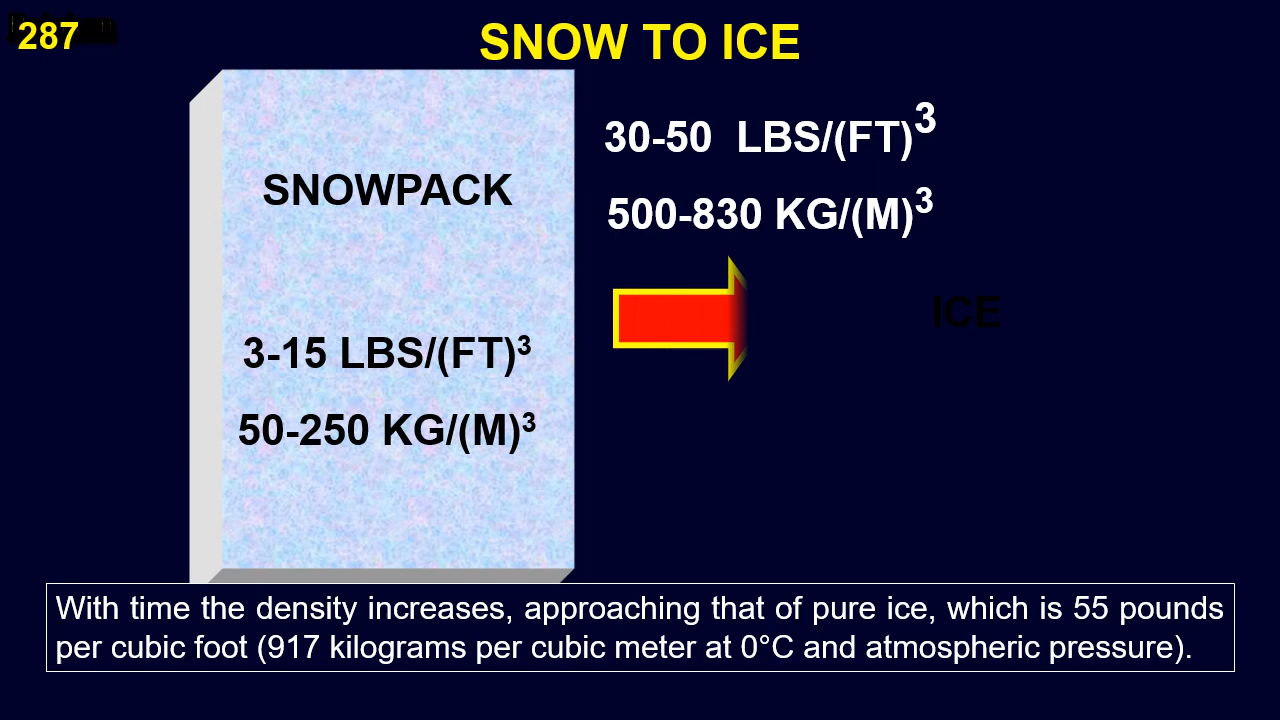 287
SNOW TO ICE
30-50 LBS/(FT)³
SNOWPACK
500-830 KG/(M)³
ICE
3-15 LBS/(FT)³
50-250 KG/(M)³
With time the density increases, approaching that of pure ice, which is 55 pounds
per cubic foot (917 kilograms per cubic meter at 0°C and atmospheric pressure).